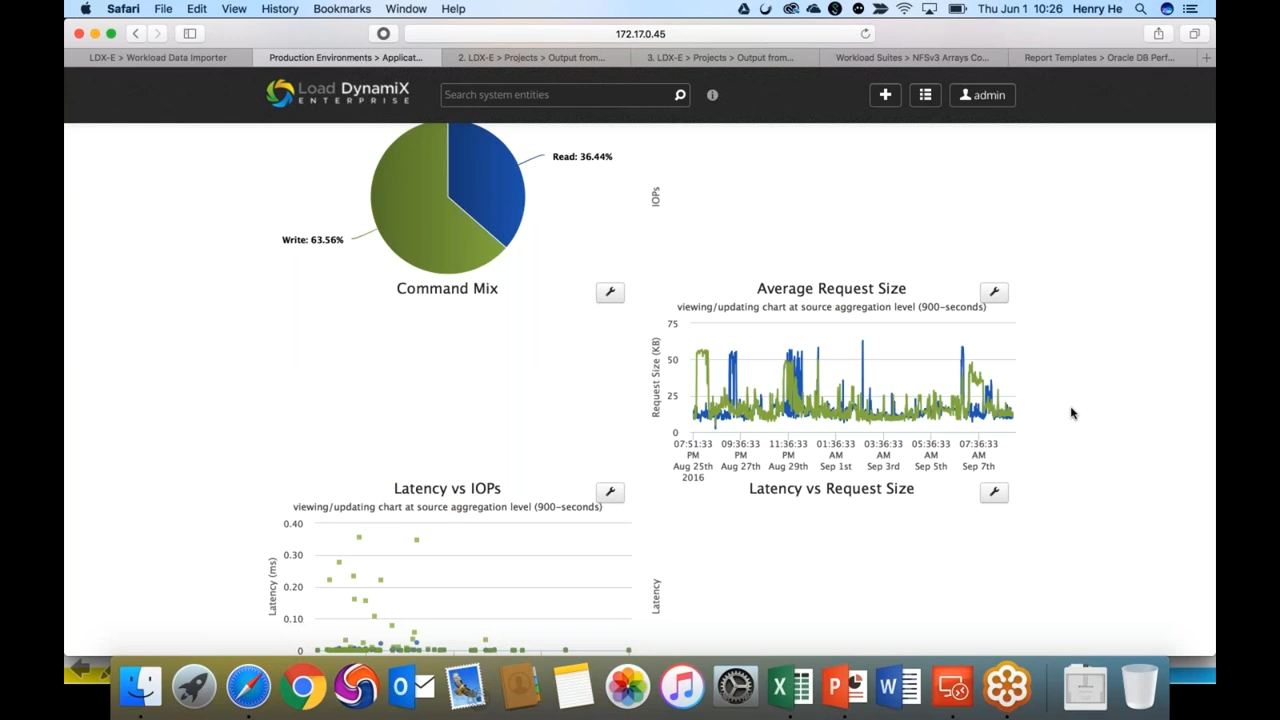 Safari File Edit View History Bookmarks Window Help Thu Jun 1 10:26 Henry He
172.17.0.45
LDX-E > Workload Data Importer
Production Environments > Applicat...
2. LDX-E > Projects > Output from...
3. LDX-E > Projects > Output from...
Workload Suites > NFSv3 Arrays Co...
Report Templates > Oracle DB Perf...
Load DynamiX
ENTERPRISE
Search system entities
admin
Read: 36.44%
Write: 63.56%
IOPs
Command Mix
Average Request Size
viewing/updating chart at source aggregation level (900-seconds)
Request Size (KB)
75
50
25
0
07:51:33 PM Aug 25th 2016
09:36:33 PM Aug 27th
11:36:33 PM Aug 29th
01:36:33 AM Sep 1st
03:36:33 AM Sep 3rd
05:36:33 AM Sep 5th
07:36:33 AM Sep 7th
Latency vs IOPs
viewing/updating chart at source aggregation level (900-seconds)
Latency (ms)
0.40
0.30
0.20
0.10
0
Latency vs Request Size
Latency